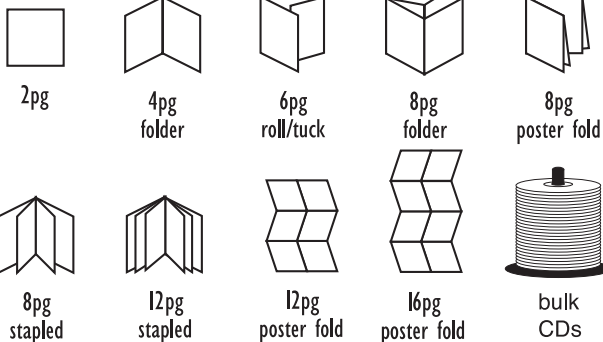 2pg
4pg
folder
6pg
roll/tuck
8pg
folder
8pg
poster fold
8pg
stapled
12pg
stapled
12pg
poster fold
16pg
poster fold
bulk
CDs